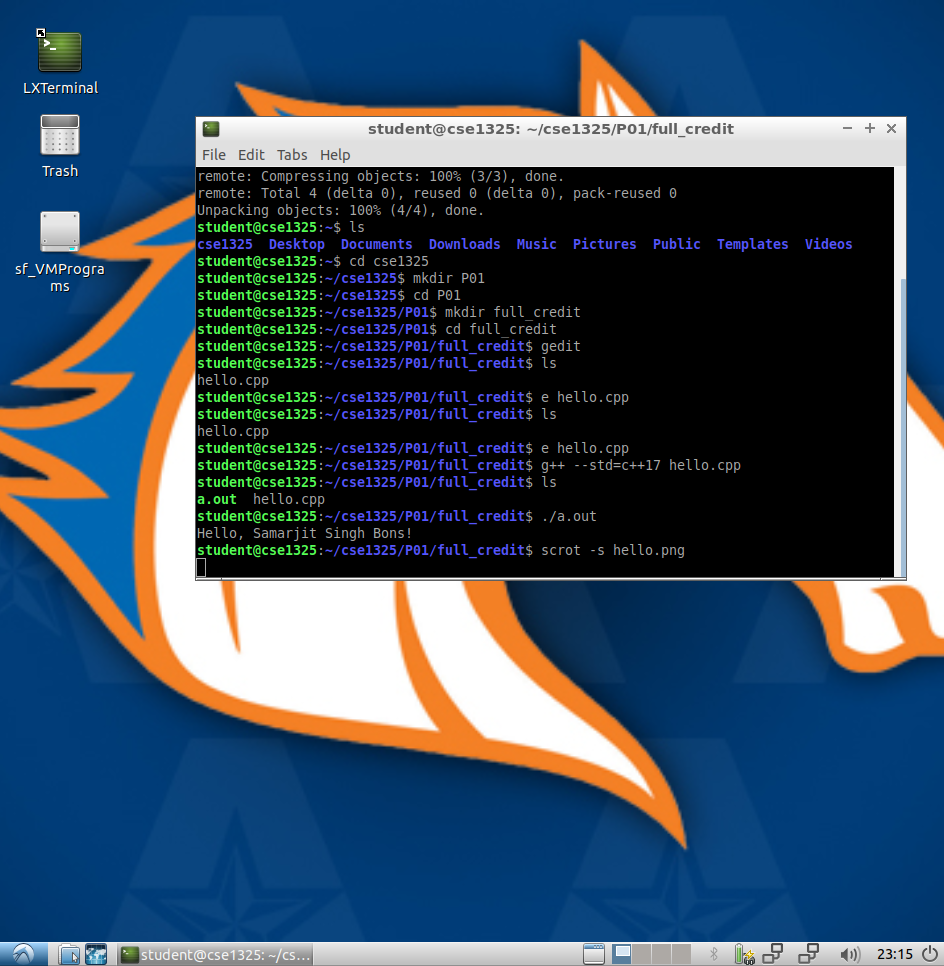 LXTerminal
Trash
sf_VMProgra
ms
student@cse1325: ~/cse1325/P01/full_credit
File Edit Tabs Help
remote: Compressing objects: 100% (3/3), done.
remote: Total 4 (delta 0), reused 0 (delta 0), pack-reused 0
Unpacking objects: 100% (4/4), done.
student@cse1325:~$ ls
cse1325  Desktop  Documents  Downloads  Music  Pictures  Public  Templates  Videos
student@cse1325:~$ cd cse1325
student@cse1325:~/cse1325$ mkdir P01
student@cse1325:~/cse1325$ cd P01
student@cse1325:~/cse1325/P01$ mkdir full_credit
student@cse1325:~/cse1325/P01$ cd full_credit
student@cse1325:~/cse1325/P01/full_credit$ gedit
student@cse1325:~/cse1325/P01/full_credit$ ls
hello.cpp
student@cse1325:~/cse1325/P01/full_credit$ e hello.cpp
student@cse1325:~/cse1325/P01/full_credit$ ls
hello.cpp
student@cse1325:~/cse1325/P01/full_credit$ e hello.cpp
student@cse1325:~/cse1325/P01/full_credit$ g++ --std=c++17 hello.cpp
student@cse1325:~/cse1325/P01/full_credit$ ls
a.out  hello.cpp
student@cse1325:~/cse1325/P01/full_credit$ ./a.out
Hello, Samarjit Singh Bons!
student@cse1325:~/cse1325/P01/full_credit$ scrot -s hello.png
student@cse1325: ~/cs...
23:15